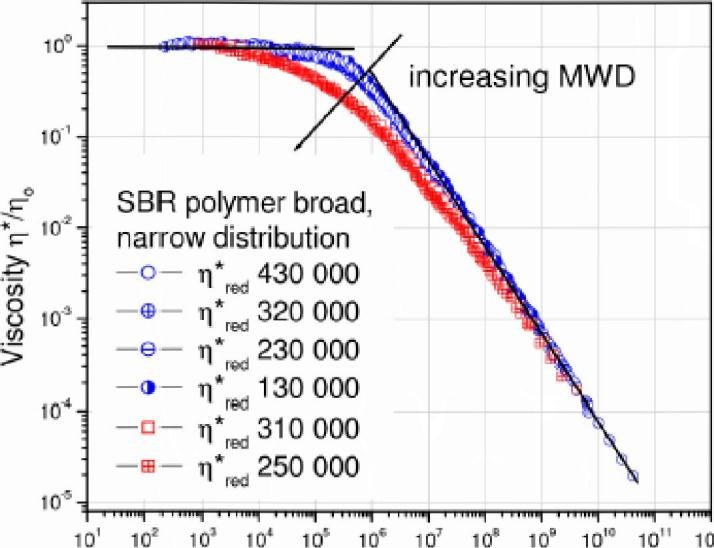 Viscosity η*/ηo
10⁰
10⁻¹
10⁻²
10⁻³
10⁻⁴
10⁻⁵
increasing MWD
SBR polymer broad,
narrow distribution
η*red 430 000
η*red 320 000
η*red 230 000
η*red 130 000
η*red 310 000
η*red 250 000
10¹ 10² 10³ 10⁴ 10⁵ 10⁶ 10⁷ 10⁸ 10⁹ 10¹⁰ 10¹¹ 10